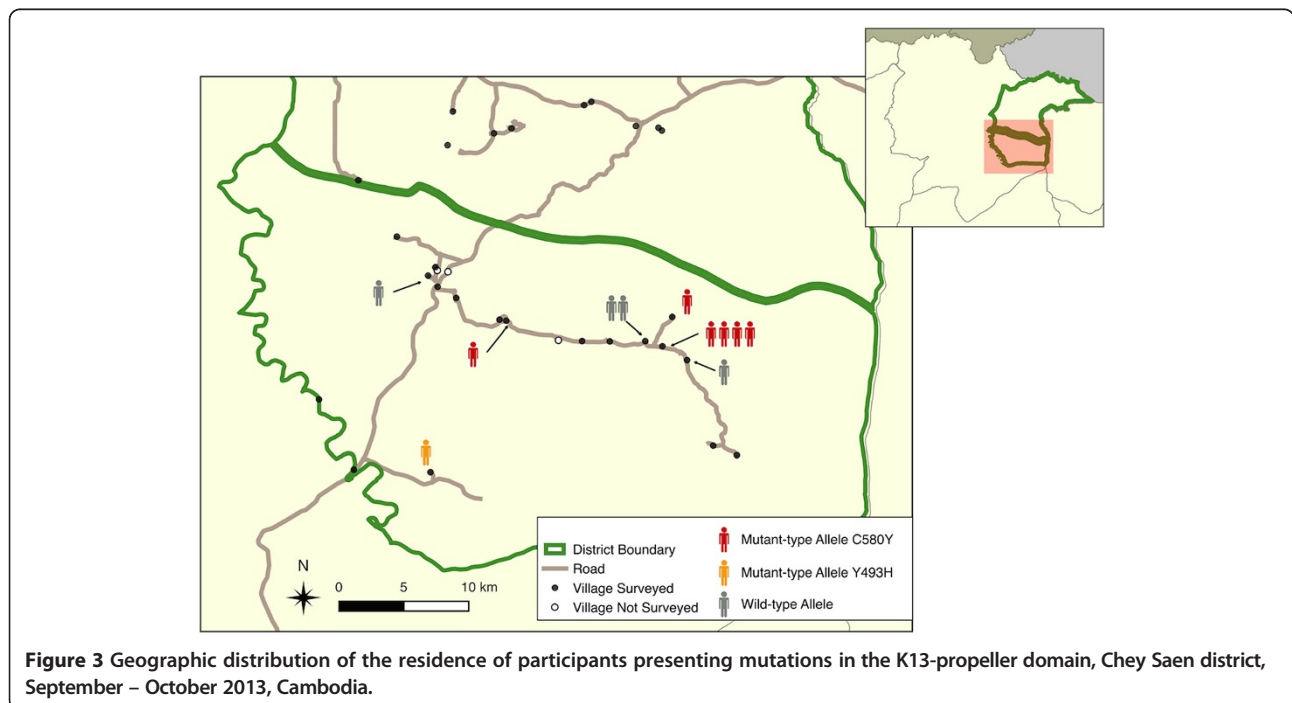 N
0 5 10 km
District Boundary
Road
Village Surveyed
Village Not Surveyed
Mutant-type Allele C580Y
Mutant-type Allele Y493H
Wild-type Allele
Figure 3 Geographic distribution of the residence of participants presenting mutations in the K13-propeller domain, Chey Saen district,
September – October 2013, Cambodia.